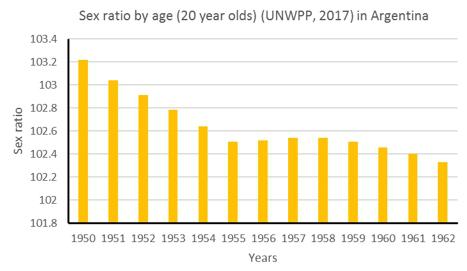 Sex ratio by age (20 year olds) (UNWPP, 2017) in Argentina
103.4
103.2
103
102.8
102.6
102.4
102.2
102
101.8
Sex ratio
1950 1951 1952 1953 1954 1955 1956 1957 1958 1959 1960 1961 1962
Years